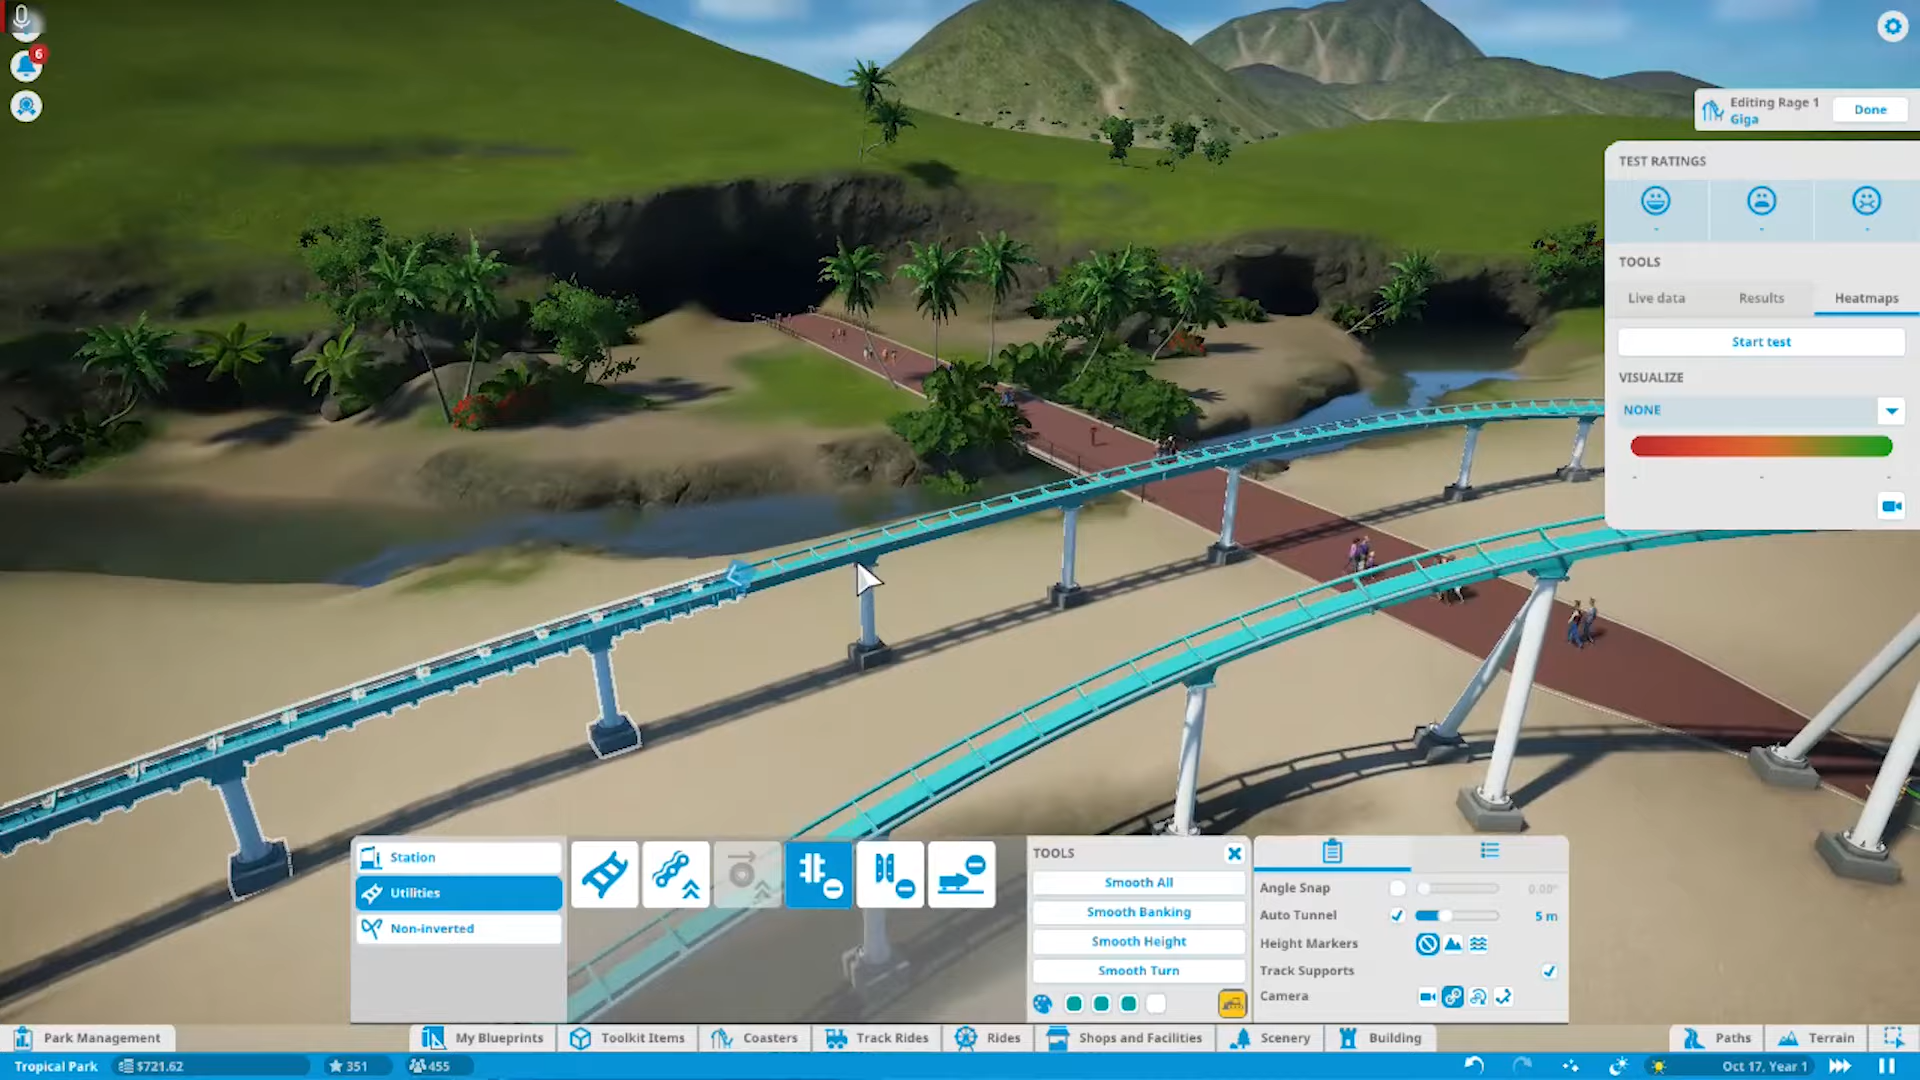 6
Editing Rage 1
Giga
Done
TEST RATINGS
- - -
TOOLS
Live data Results Heatmaps
Start test
VISUALIZE
NONE
- - -
Station
Utilities
Non-inverted
TOOLS
Smooth All
Smooth Banking
Smooth Height
Smooth Turn
Angle Snap 0.00°
Auto Tunnel 5 m
Height Markers
Track Supports
Camera
Park Management My Blueprints Toolkit Items Coasters Track Rides Rides Shops and Facilities Scenery Building Paths Terrain
Tropical Park $721.62 351 455 Oct 17, Year 1